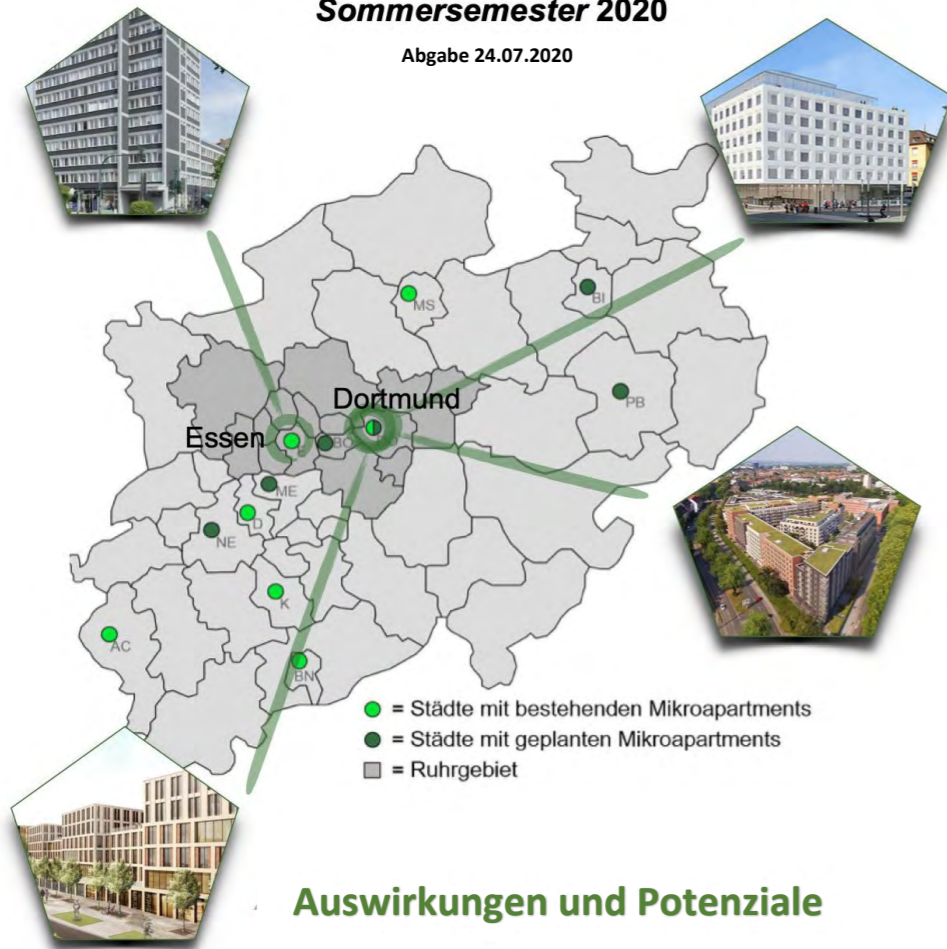 Sommersemester 2020
Abgabe 24.07.2020
MS
BI
PB
Dortmund
Essen
E
BO
ME
D
NE
K
AC
BN
= Städte mit bestehenden Mikroapartments
= Städte mit geplanten Mikroapartments
= Ruhrgebiet
Auswirkungen und Potenziale